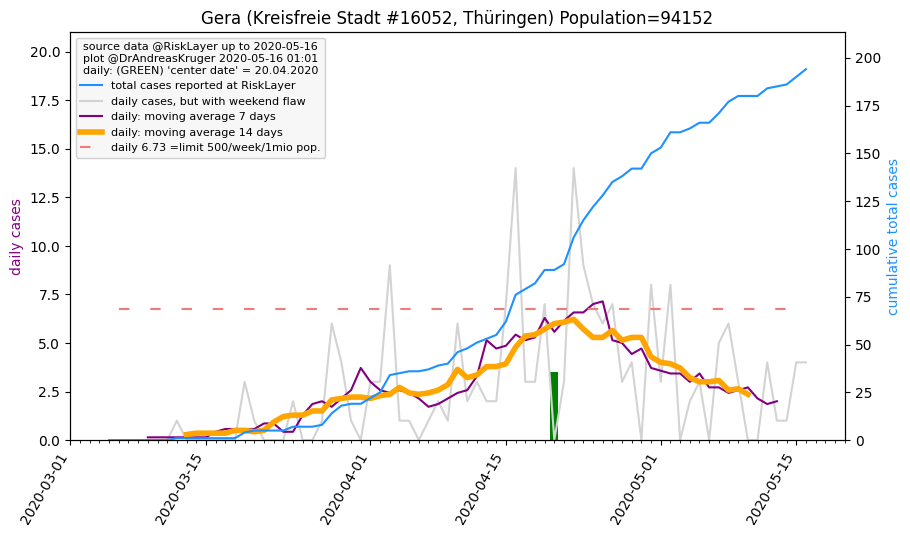 Gera (Kreisfreie Stadt #16052, Thüringen) Population=94152
source data @RiskLayer up to 2020-05-16
plot @DrAndreasKruger 2020-05-16 01:01
daily: (GREEN) 'center date' = 20.04.2020
total cases reported at RiskLayer
daily cases, but with weekend flaw
daily: moving average 7 days
daily: moving average 14 days
daily 6.73 =limit 500/week/1mio pop.
daily cases
20.0
17.5
15.0
12.5
10.0
7.5
5.0
2.5
0.0
cumulative total cases
200
175
150
125
100
75
50
25
0
2020-03-01
2020-03-15
2020-04-01
2020-04-15
2020-05-01
2020-05-15